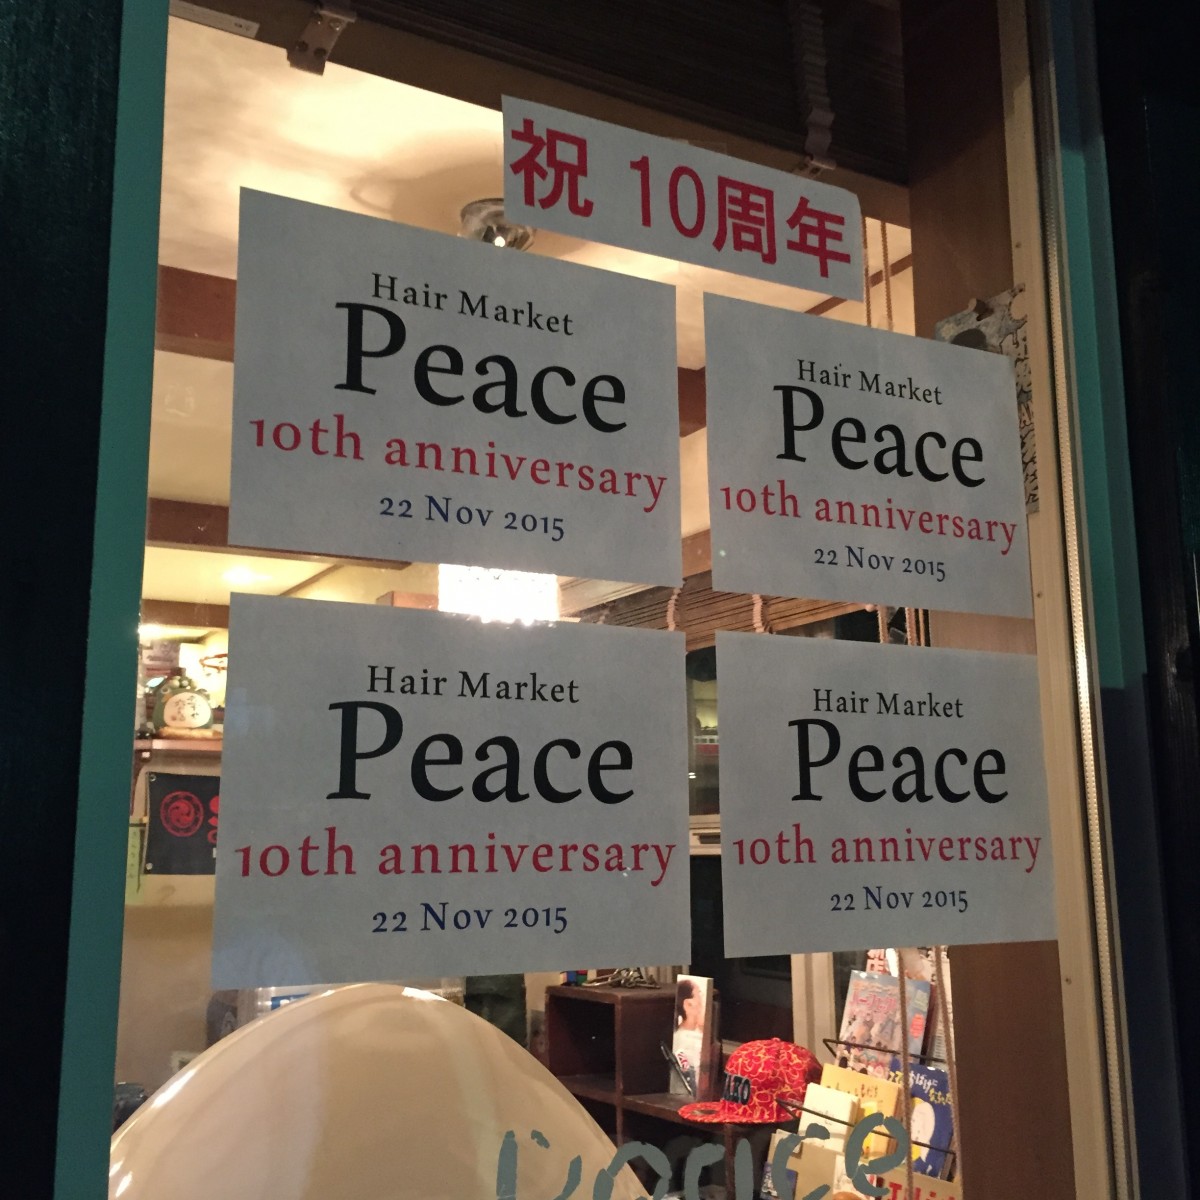 祝 10周年
Hair Market
Peace
10th anniversary
22 Nov 2015
Hair Market
Peace
10th anniversary
22 Nov 2015
Hair Market
Peace
10th anniversary
22 Nov 2015
Hair Market
Peace
10th anniversary
22 Nov 2015
Peace